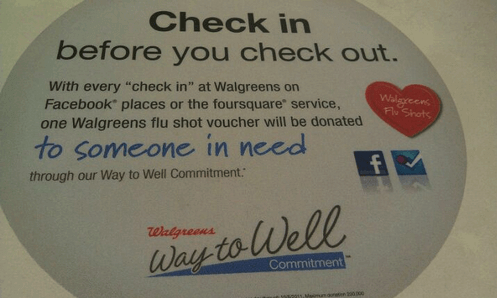 Check in
before you check out.
With every "check in" at Walgreens on
Facebook* places or the foursquare* service,
one Walgreens flu shot voucher will be donated
to someone in need
through our Way to Well Commitment.*
Walgreens
Flu Shots
f
Walgreens
Way to Well
Commitment
Maximum donation